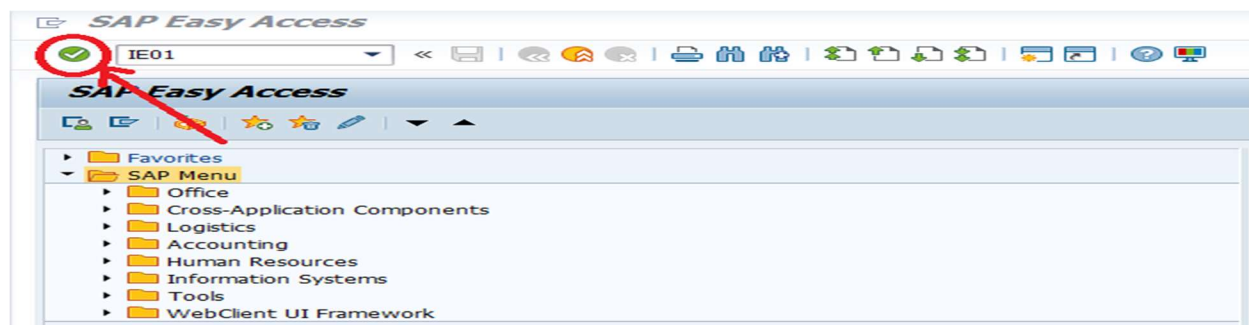 SAP Easy Access
IE01
SAP Easy Access
Favorites
SAP Menu
Office
Cross-Application Components
Logistics
Accounting
Human Resources
Information Systems
Tools
WebClient UI Framework